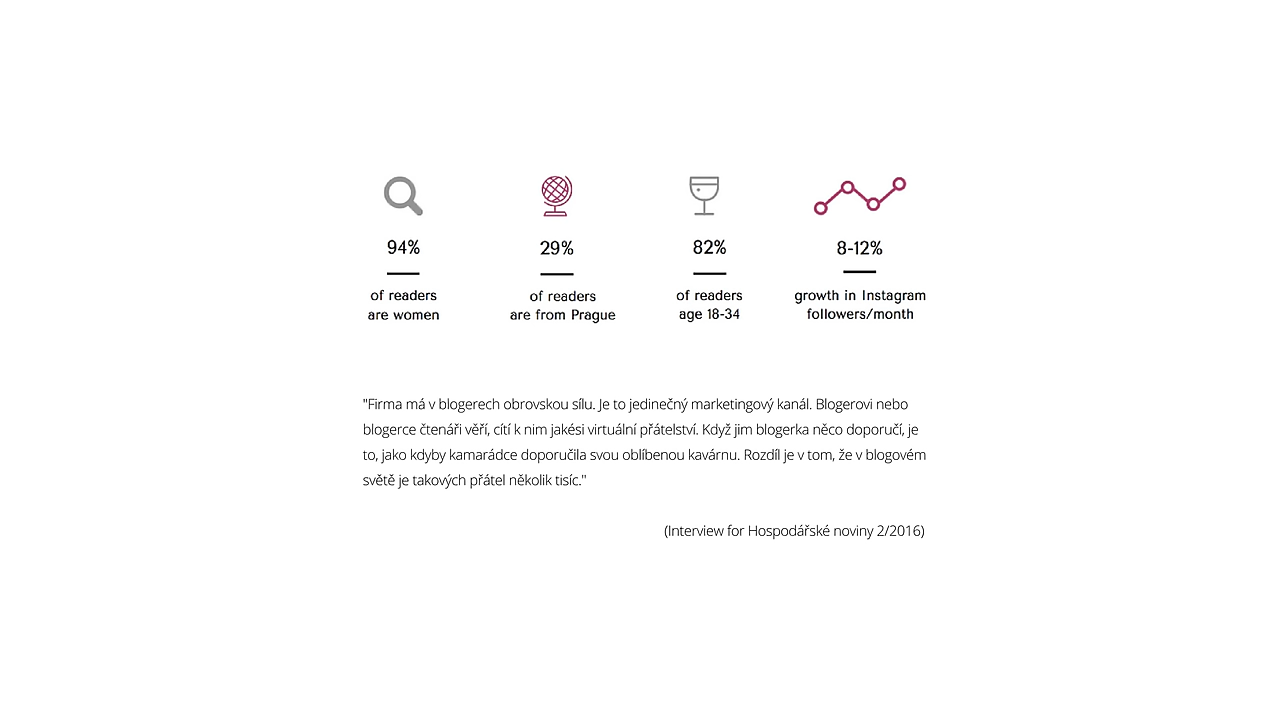 94%
of readers
are women
29%
of readers
are from Prague
82%
of readers
age 18-34
8-12%
growth in Instagram
followers/month
"Firma má v blogerech obrovskou sílu. Je to jedinečný marketingový kanál. Blogerovi nebo
blogerce čtenáři věří, cítí k nim jakési virtuální přátelství. Když jim blogerka něco doporučí, je
to, jako kdyby kamarádce doporučila svou oblíbenou kavárnu. Rozdíl je v tom, že v blogovém
světě je takových přátel několik tisíc."
(Interview for Hospodářské noviny 2/2016)